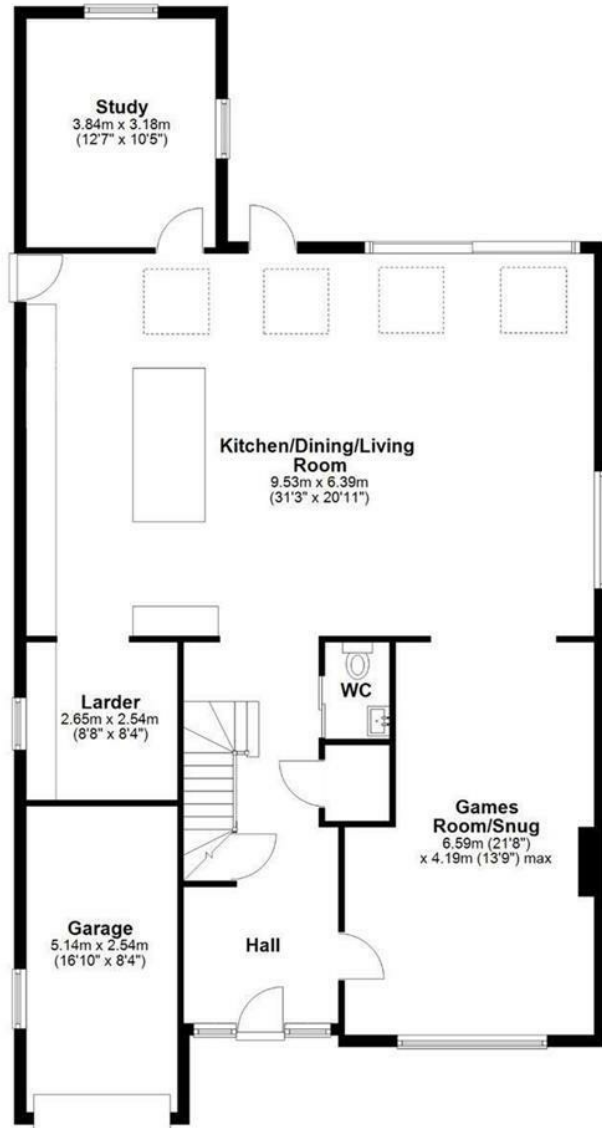 Study
3.84m x 3.18m
(12'7" x 10'5")
Kitchen/Dining/Living
Room
9.53m x 6.39m
(31'3" x 20'11")
WC
Larder
2.65m x 2.54m
(8'8" x 8'4")
Games
Room/Snug
6.59m (21'8")
x 4.19m (13'9") max
Garage
5.14m x 2.54m
(16'10" x 8'4")
Hall